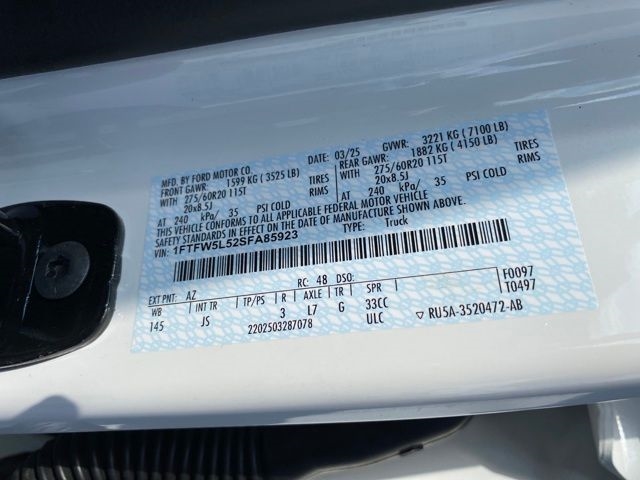 MFD. BY FORD MOTOR CO.
DATE: 03/25 GVWR: 3221 KG ( 7100 LB)
FRONT GAWR: 1599 KG ( 3525 LB) REAR GAWR: 1882 KG ( 4150 LB)
WITH 275/60R20 115T TIRES WITH 275/60R20 115T TIRES
20x8.5J RIMS 20x8.5J RIMS
AT 240 kPa/ 35 PSI COLD AT 240 kPa/ 35 PSI COLD
THIS VEHICLE CONFORMS TO ALL APPLICABLE FEDERAL MOTOR VEHICLE
SAFETY STANDARDS IN EFFECT ON THE DATE OF MANUFACTURE SHOWN ABOVE.
VIN: 1FTFW5L52SFA85923 TYPE: Truck
EXT PNT: AZ RC: 48 DSO: F0097
WB INT TR TP/PS R AXLE TR SPR T0497
145 JS 3 L7 G 33CC
2202503287078 ULC ▽ RU5A-3520472-AB